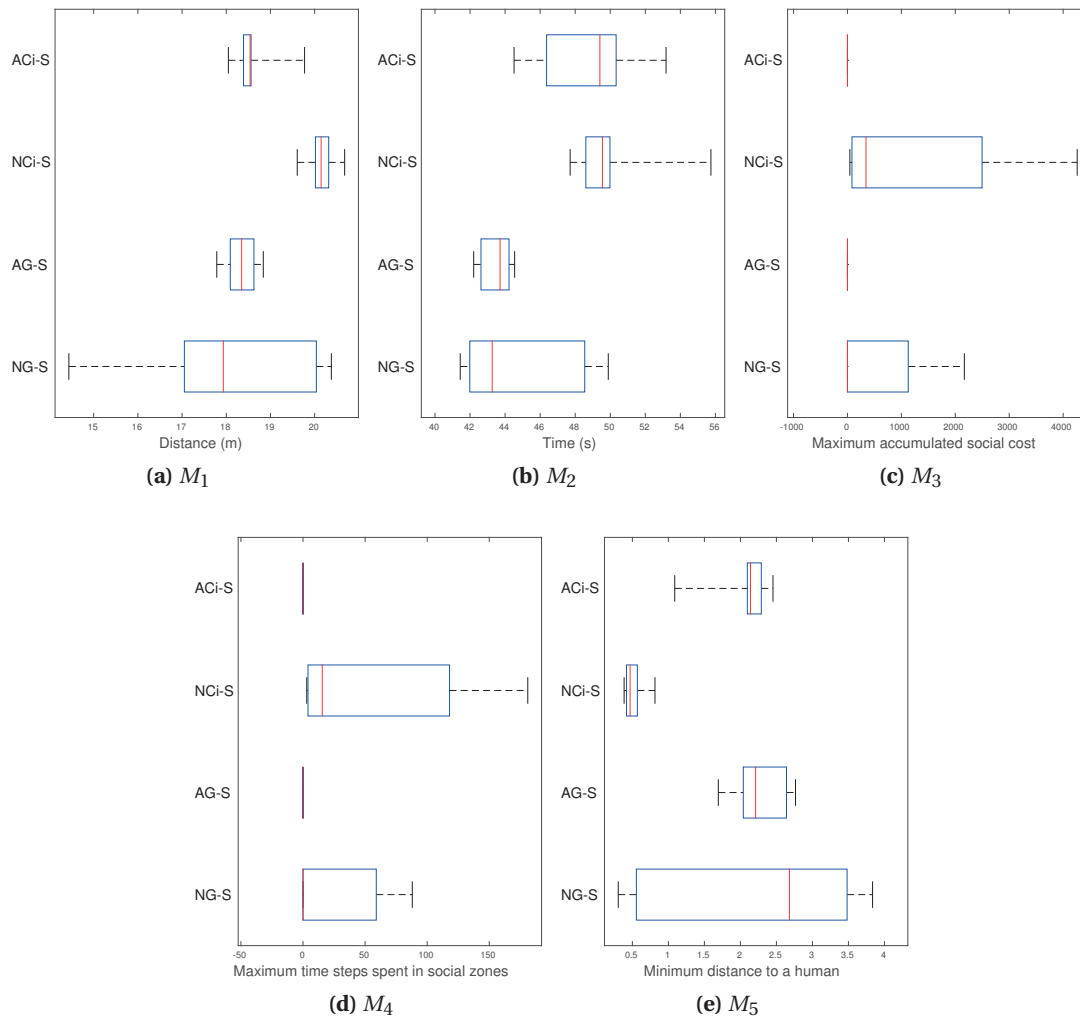 ACi-S
NCi-S
AG-S
NG-S
15 16 17 18 19 20
Distance (m)
(a) M1
ACi-S
NCi-S
AG-S
NG-S
40 42 44 46 48 50 52 54 56
Time (s)
(b) M2
ACi-S
NCi-S
AG-S
NG-S
-1000 0 1000 2000 3000 4000
Maximum accumulated social cost
(c) M3
ACi-S
NCi-S
AG-S
NG-S
-50 0 50 100 150
Maximum time steps spent in social zones
(d) M4
ACi-S
NCi-S
AG-S
NG-S
0.5 1 1.5 2 2.5 3 3.5 4
Minimum distance to a human
(e) M5